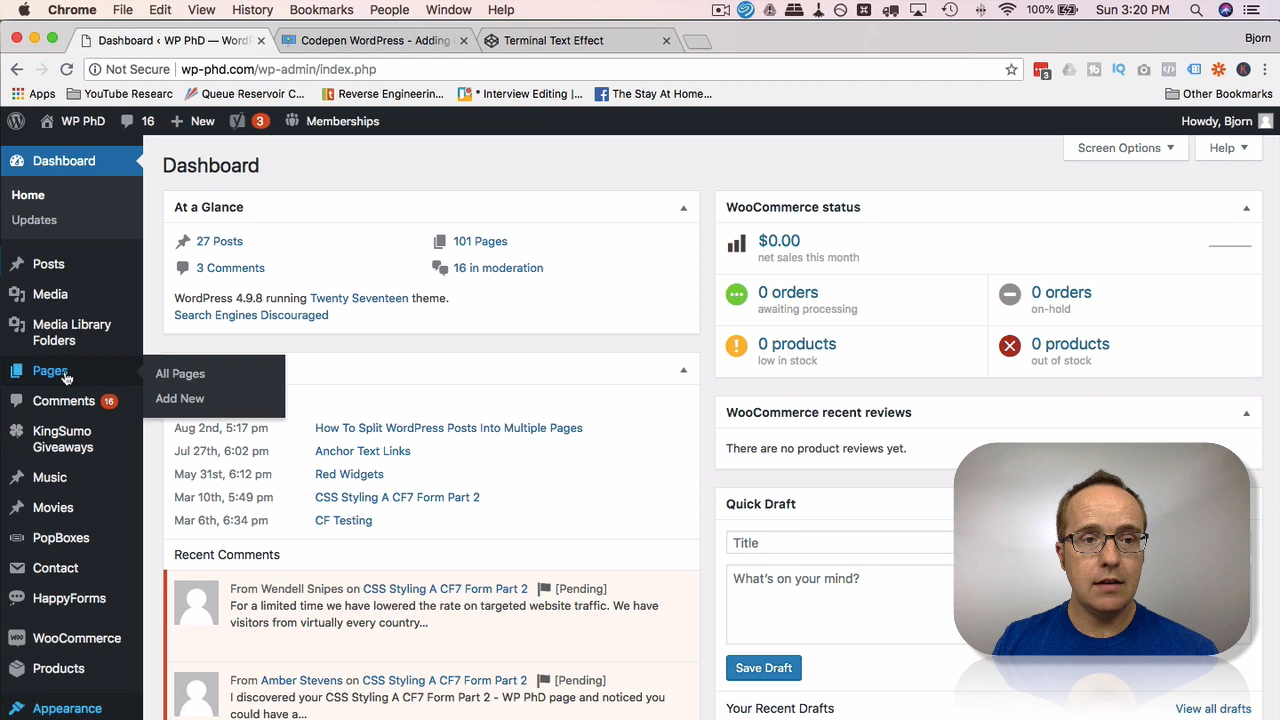 Chrome File Edit View History Bookmarks People Window Help 100% Sun 3:20 PM
Dashboard ‹ WP PhD — WordP Codepen WordPress - Adding Terminal Text Effect Bjorn
Not Secure wp-phd.com/wp-admin/index.php
Apps YouTube Researc Queue Reservoir C... Reverse Engineerin... * Interview Editing |... The Stay At Home... Other Bookmarks
WP PhD 16 New 3 Memberships Howdy, Bjorn
Dashboard
Home
Updates
Posts
Media
Media Library
Folders
Pages
All Pages
Add New
Comments 16
KingSumo
Giveaways
Music
Movies
PopBoxes
Contact
HappyForms
WooCommerce
Products
Appearance
Screen Options Help
Dashboard
At a Glance
27 Posts 101 Pages
3 Comments 16 in moderation
WordPress 4.9.8 running Twenty Seventeen theme.
Search Engines Discouraged
Aug 2nd, 5:17 pm How To Split WordPress Posts Into Multiple Pages
Jul 27th, 6:02 pm Anchor Text Links
May 31st, 6:12 pm Red Widgets
Mar 10th, 5:49 pm CSS Styling A CF7 Form Part 2
Mar 6th, 6:34 pm CF Testing
Recent Comments
From Wendell Snipes on CSS Styling A CF7 Form Part 2 [Pending]
For a limited time we have lowered the rate on targeted website traffic. We have
visitors from virtually every country...
From Amber Stevens on CSS Styling A CF7 Form Part 2 [Pending]
I discovered your CSS Styling A CF7 Form Part 2 - WP PhD page and noticed you
could have a...
WooCommerce status
$0.00
net sales this month
0 orders 0 orders
awaiting processing on-hold
0 products 0 products
low in stock out of stock
WooCommerce recent reviews
There are no product reviews yet.
Quick Draft
Title
What's on your mind?
Save Draft
Your Recent Drafts View all drafts